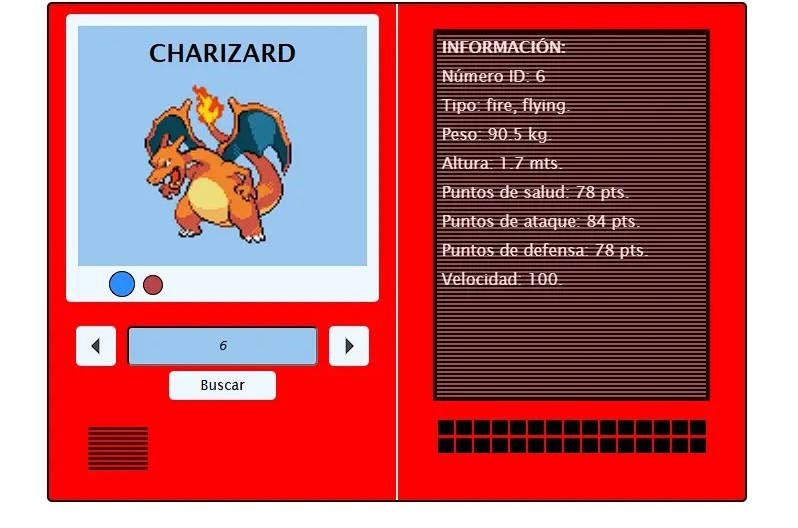 CHARIZARD
6
Buscar
INFORMACIÓN:
Número ID: 6
Tipo: fire, flying.
Peso: 90.5 kg.
Altura: 1.7 mts.
Puntos de salud: 78 pts.
Puntos de ataque: 84 pts.
Puntos de defensa: 78 pts.
Velocidad: 100.